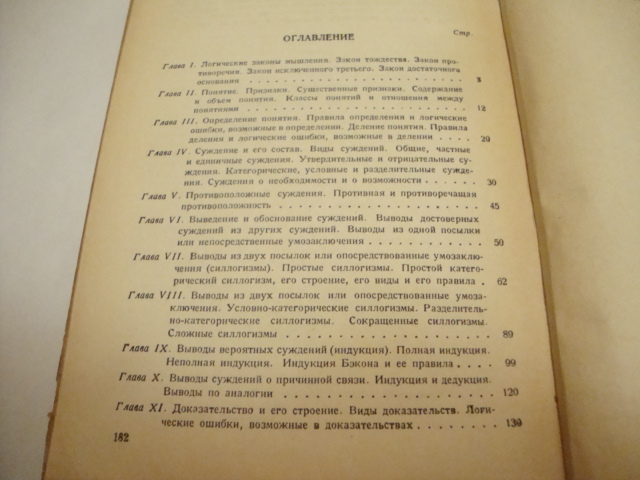 Стр.
ОГЛАВЛЕНИЕ
Глава I. Логические законы мышления. Закон тождества. Закон про-
тиворечия. Закон исключенного третьего. Закон достаточного
основания . . . . . . . . . . . . . . . . . . . . 3
Глава II. Понятие. Признаки. Существенные признаки. Содержание
и объем понятия. Классы понятий и отношения между
понятиями . . . . . . . . . . . . . . . . . . . . 12
Глава III. Определение понятия. Правила определения и логические
ошибки, возможные в определении. Деление понятия. Правила
деления и логические ошибки, возможные в делении . . . . 20
Глава IV. Суждение и его состав. Виды суждений. Общие, частные
и единичные суждения. Утвердительные и отрицательные су-
ждения. Категорические, условные и разделительные сужде-
ния. Суждения о необходимости и о возможности . . . . . 30
Глава V. Противоположные суждения. Противная и противоречащая
противоположность . . . . . . . . . . . . . . . . . 45
Глава VI. Выведение и обоснование суждений. Выводы достоверных
суждений из других суждений. Выводы из одной посылки
или непосредственные умозаключения . . . . . . . . . . 50
Глава VII. Выводы из двух посылок или опосредствованные умозаклю-
чения (силлогизмы). Простые силлогизмы. Простой катего-
рический силлогизм, его строение, его виды и его правила . 62
Глава VIII. Выводы из двух посылок или опосредствованные умоза-
ключения. Условно-категорические силлогизмы. Разделитель-
но-категорические силлогизмы. Сокращенные силлогизмы.
Сложные силлогизмы . . . . . . . . . . . . . . . . 89
Глава IX. Выводы вероятных суждений (индукция). Полная индукция.
Неполная индукция. Индукция Бэкона и ее правила . . . . 99
Глава X. Выводы суждений о причинной связи. Индукция и дедукция.
Выводы по аналогии . . . . . . . . . . . . . . . . 120
Глава XI. Доказательство и его строение. Виды доказательств. Логи-
ческие ошибки, возможные в доказательствах . . . . . . . 130
182